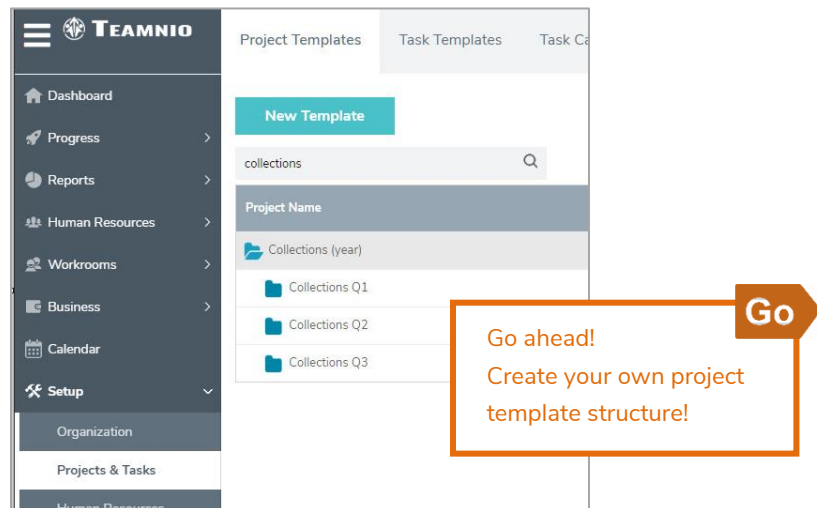 TEAMNIO
Project Templates
Task Templates
Task Ca
Dashboard
Progress
Reports
Human Resources
Workrooms
Business
Calendar
Setup
Organization
Projects & Tasks
Human Resources
New Template
collections
Project Name
Collections (year)
Collections Q1
Collections Q2
Collections Q3
Go
Go ahead!
Create your own project
template structure!